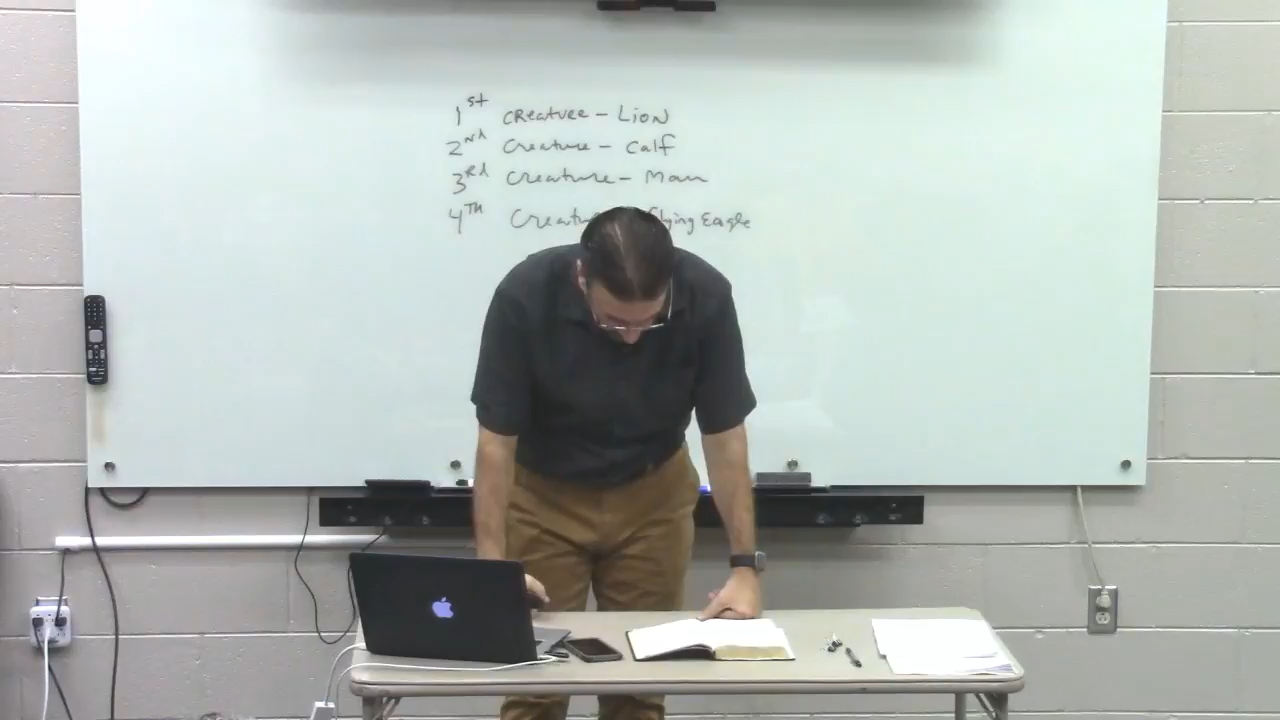 1st Creature - Lion
2nd Creature - Calf
3rd Creature - Man
4TH Flying Eagle